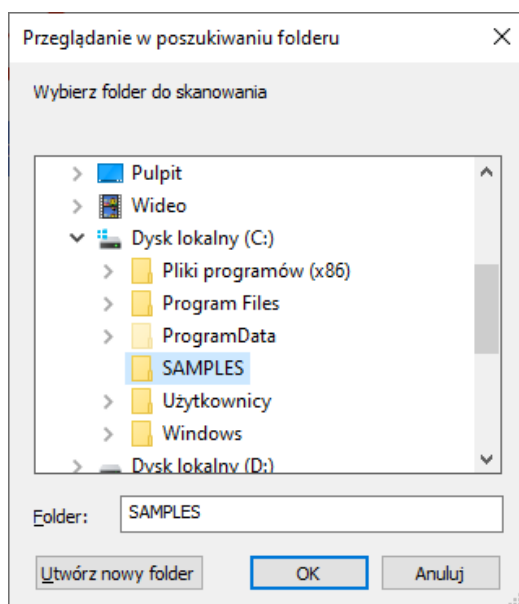 Przeglądanie w poszukiwaniu folderu
Wybierz folder do skanowania
Pulpit
Wideo
Dysk lokalny (C:)
Pliki programów (x86)
Program Files
ProgramData
SAMPLES
Użytkownicy
Windows
Dysk lokalny (D:)
Folder: SAMPLES
Utwórz nowy folder OK Anuluj